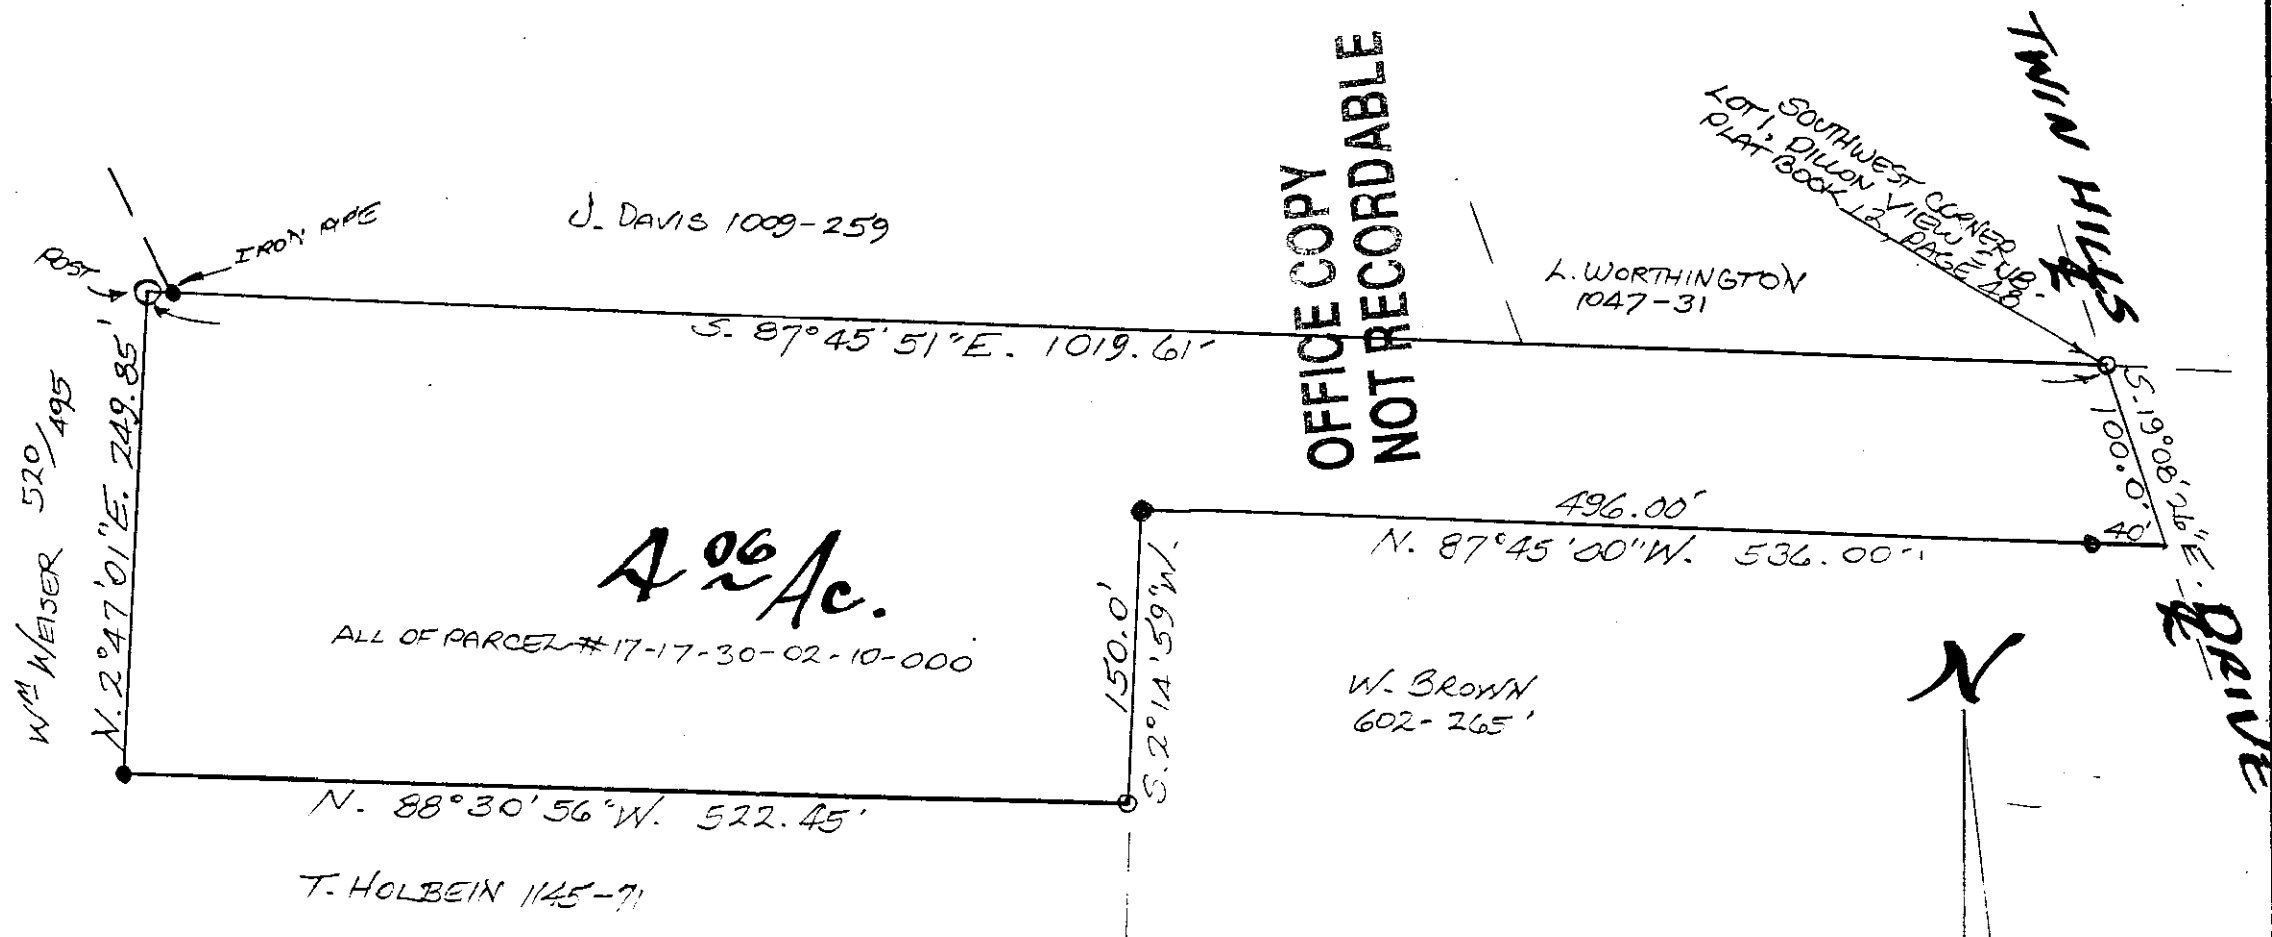 TWIN HILLS
DRIVE
SOUTHWEST CORNER
LOT 1, DILLON VIEW SUB.
PLAT BOOK 12, PAGE 48
OFFICE COPY
NOT RECORDABLE
J. DAVIS 1009-259
IRON PIPE
POST
L. WORTHINGTON
1047-31
S. 87°45'51"E. 1019.61'
S. 19°08'26"E.
100.0'
WM WEISER 520/495
N. 2°47'01"E. 249.85'
496.00'
40'
N. 87°45'00"W. 536.00'
4 06 Ac.
ALL OF PARCEL # 17-17-30-02-10-000
150.0'
S. 2°14'59"W.
W. BROWN
602-265
N
N. 88°30'56"W. 522.45'
T. HOLBEIN 1145-71